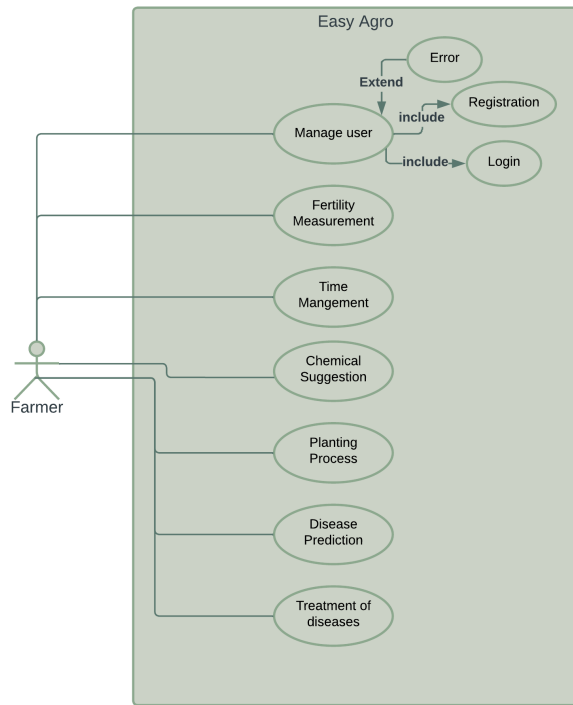 Easy Agro
Error
Extend
Registration
include
Manage user
include
Login
Fertility
Measurement
Time
Mangement
Chemical
Suggestion
Farmer
Planting
Process
Disease
Prediction
Treatment of
diseases